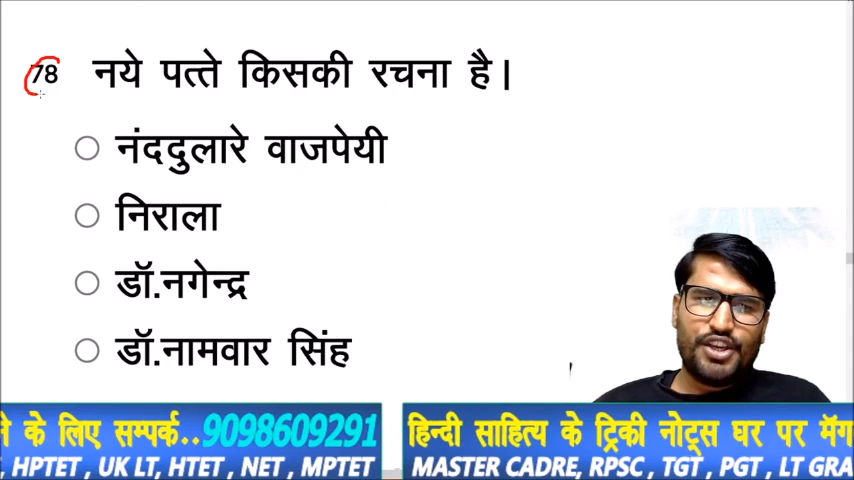 78 नये पत्ते किसकी रचना है।
नंददुलारे वाजपेयी
निराला
डॉ.नगेन्द्र
डॉ.नामवार सिंह
ने के लिए सम्पर्क..9098609291 हिन्दी साहित्य के ट्रिकी नोट्स घर पर मँग
, HPTET , UK LT, HTET , NET , MPTET MASTER CADRE, RPSC , TGT , PGT , LT GRA